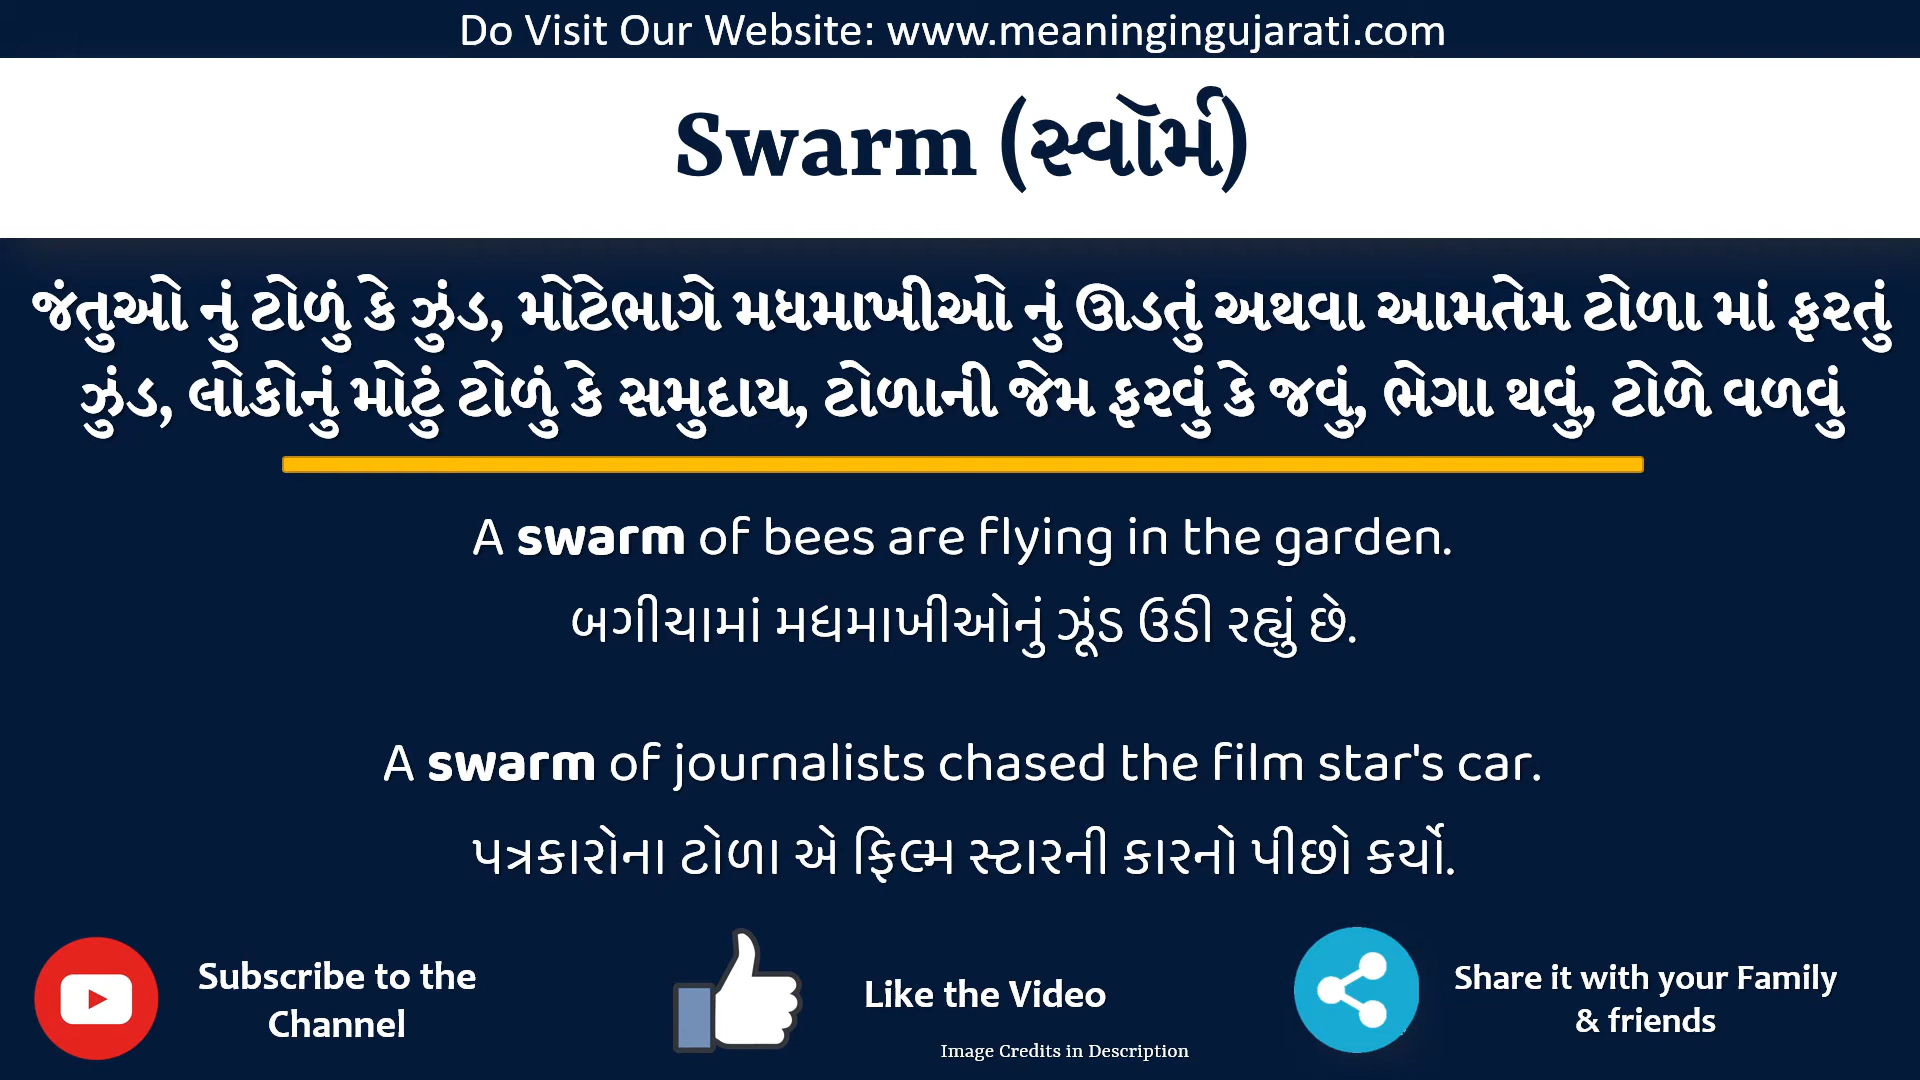 Do Visit Our Website: www.meaningingujarati.com
Swarm (સ્વૉર્મ)
જંતુઓ નું ટોળું કે ઝુંડ, મોટેભાગે મધમાખીઓ નું ઊડતું અથવા આમતેમ ટોળા માં ફરતું
ઝુંડ, લોકોનું મોટું ટોળું કે સમુદાય, ટોળાની જેમ ફરવું કે જવું, ભેગા થવું, ટોળે વળવું
A swarm of bees are flying in the garden.
બગીચામાં મધમાખીઓનું ઝૂંડ ઉડી રહ્યું છે.
A swarm of journalists chased the film star's car.
પત્રકારોના ટોળા એ ફિલ્મ સ્ટારની કારનો પીછો કર્યો.
Subscribe to the
Channel
Like the Video
Share it with your Family
& friends
Image Credits in Description